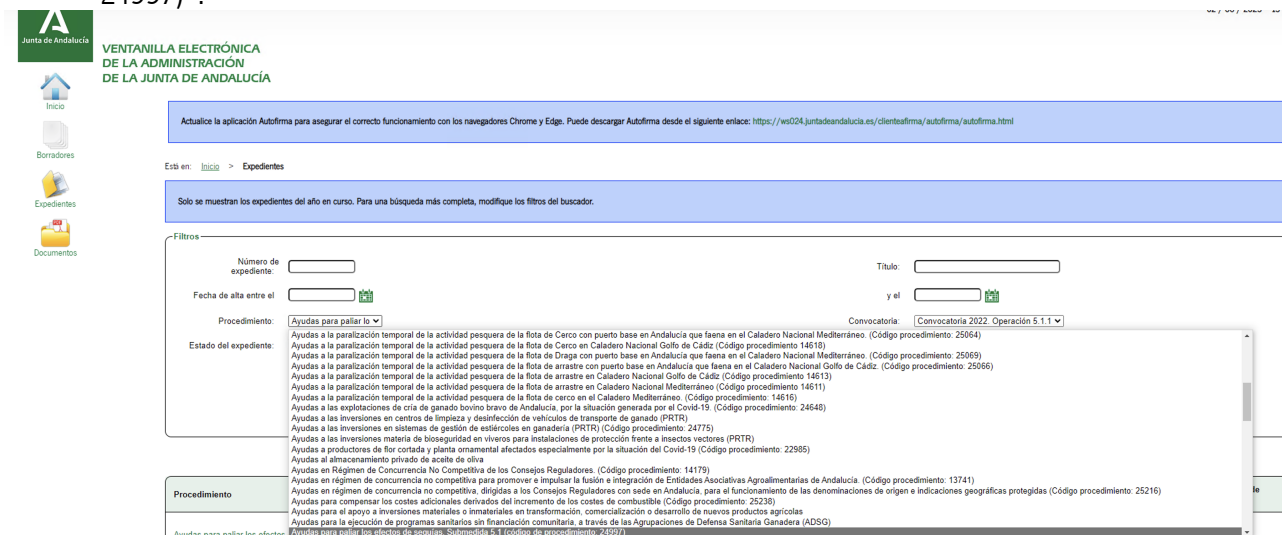 24997)".
Junta de Andalucía
VENTANILLA ELECTRÓNICA
DE LA ADMINISTRACIÓN
DE LA JUNTA DE ANDALUCÍA
Inicio
Actualice la aplicación Autofirma para asegurar el correcto funcionamiento con los navegadores Chrome y Edge. Puede descargar Autofirma desde el siguiente enlace: https://ws024.juntadeandalucia.es/clienteafirma/autofirma/autofirma.html
Borradores
Está en: Inicio > Expedientes
Expedientes
Solo se muestran los expedientes del año en curso. Para una búsqueda más completa, modifique los filtros del buscador.
Documentos
Filtros
Número de
expediente:
Título:
Fecha de alta entre el
y el
Procedimiento: Ayudas para paliar lo
Convocatoria: Convocatoria 2022. Operación 5.1.1
Estado del expediente:
Ayudas a la paralización temporal de la actividad pesquera de la flota de Cerco con puerto base en Andalucía que faena en el Caladero Nacional Mediterráneo. (Código procedimiento: 25064)
Ayudas a la paralización temporal de la actividad pesquera de la flota de Cerco en Caladero Nacional Golfo de Cádiz (Código procedimiento 14618)
Ayudas a la paralización temporal de la actividad pesquera de la flota de Draga con puerto base en Andalucía que faena en el Caladero Nacional Mediterráneo. (Código procedimiento: 25069)
Ayudas a la paralización temporal de la actividad pesquera de la flota de arrastre con puerto base en Andalucía que faena en el Caladero Nacional Golfo de Cádiz. (Código procedimiento: 25066)
Ayudas a la paralización temporal de la actividad pesquera de la flota de arrastre en Caladero Nacional Golfo de Cádiz (Código procedimiento 14613)
Ayudas a la paralización temporal de la actividad pesquera de la flota de arrastre en Caladero Nacional Mediterráneo (Código procedimiento 14611)
Ayudas a la paralización temporal de la actividad pesquera de la flota de cerco en el Caladero Mediterráneo (Código procedimiento: 14616)
Ayudas a las explotaciones de cría de ganado bovino bravo de Andalucía, por la situación generada por el Covid-19. (Código procedimiento: 24648)
Ayudas a las inversiones en centros de limpieza y desinfección de vehículos de transporte de ganado (PRTR)
Ayudas a las inversiones en sistemas de gestión de estiércoles en ganadería (PRTR) (Código procedimiento: 24775)
Ayudas a las inversiones materia de bioseguridad en viveros para instalaciones de protección frente a insectos vectores (PRTR)
Ayudas a productores de flor cortada y planta ornamental afectados especialmente por la situación del Covid-19 (Código procedimiento: 22985)
Ayudas al almacenamiento privado de aceite de oliva
Ayudas en Régimen de Concurrencia No Competitiva de los Consejos Reguladores. (Código procedimiento: 14179)
Ayudas en régimen de concurrencia no competitiva para promover e impulsar la fusión e integración de Entidades Asociativas Agroalimentarias de Andalucía. (Código procedimiento: 13741)
Ayudas en régimen de concurrencia no competitiva, dirigidas a los Consejos Reguladores con sede en Andalucía, para el funcionamiento de las denominaciones de origen e indicaciones geográficas protegidas (Código procedimiento: 25216)
Ayudas para compensar los costes adicionales derivados del incremento de los costes de combustible (Código procedimiento: 25238)
Ayudas para el apoyo a inversiones materiales o inmateriales en transformación, comercialización o desarrollo de nuevos productos agrícolas
Ayudas para la ejecución de programas sanitarios sin financiación comunitaria, a través de las Agrupaciones de Defensa Sanitaria Ganadera (ADSG)
Ayudas para paliar los efectos de sequías. Submedida 5.1 (código de procedimiento: 24997)
Procedimiento
de
Ayudas para paliar los efectos